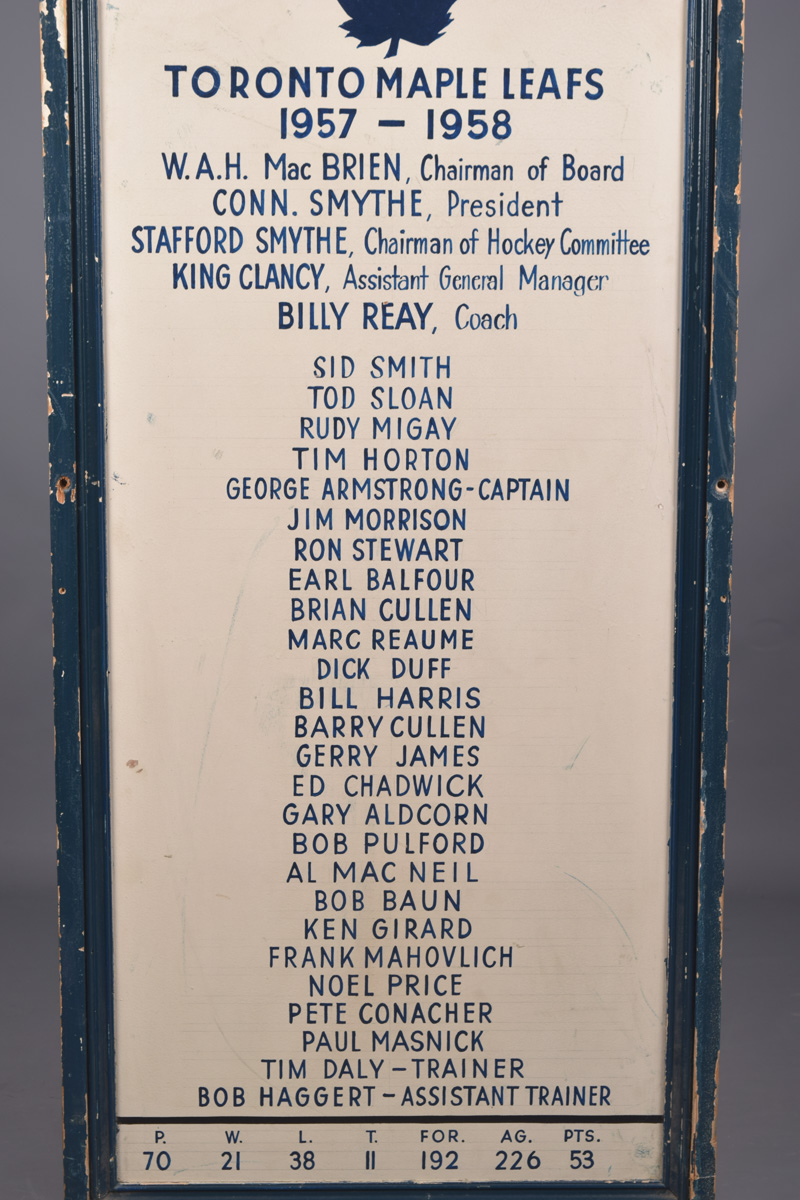 TORONTO MAPLE LEAFS
1957 – 1958
W.A.H. Mac BRIEN, Chairman of Board
CONN. SMYTHE, President
STAFFORD SMYTHE, Chairman of Hockey Committee
KING CLANCY, Assistant General Manager
BILLY REAY, Coach
SID SMITH
TOD SLOAN
RUDY MIGAY
TIM HORTON
GEORGE ARMSTRONG-CAPTAIN
JIM MORRISON
RON STEWART
EARL BALFOUR
BRIAN CULLEN
MARC REAUME
DICK DUFF
BILL HARRIS
BARRY CULLEN
GERRY JAMES
ED CHADWICK
GARY ALDCORN
BOB PULFORD
AL MAC NEIL
BOB BAUN
KEN GIRARD
FRANK MAHOVLICH
NOEL PRICE
PETE CONACHER
PAUL MASNICK
TIM DALY – TRAINER
BOB HAGGERT – ASSISTANT TRAINER
P. W. L. T. FOR. AG. PTS.
70 21 38 11 192 226 53